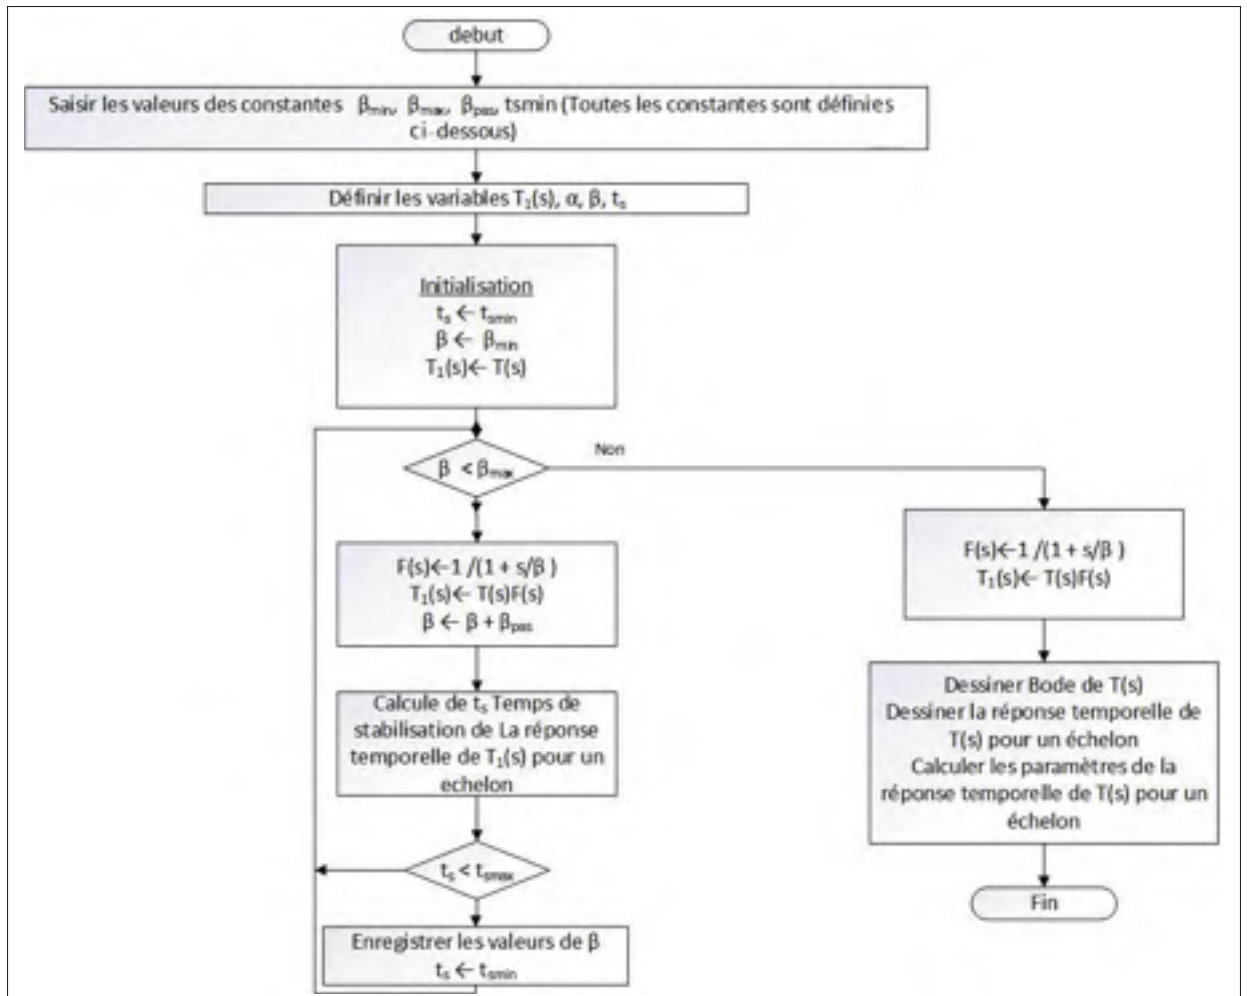 debut
Saisir les valeurs des constantes βmin, βmax, βpas, tsmin (Toutes les constantes sont définies
ci-dessous)
Définir les variables T₁(s), α, β, tₛ
Initialisation
tₛ ← tsmin
β ← βmin
T₁(s)← T(s)
β < βmax
Non
F(s)←1 /(1 + s/β )
T₁(s)← T(s)F(s)
β ← β + βpas
Calcule de tₛ Temps de
stabilisation de La réponse
temporelle de T₁(s) pour un
echelon
tₛ < tsmax
Enregistrer les valeurs de β
tₛ ← tsmin
F(s)←1 /(1 + s/β )
T₁(s)← T(s)F(s)
Dessiner Bode de T(s)
Dessiner la réponse temporelle de
T(s) pour un échelon
Calculer les paramètres de la
réponse temporelle de T(s) pour un
échelon
Fin